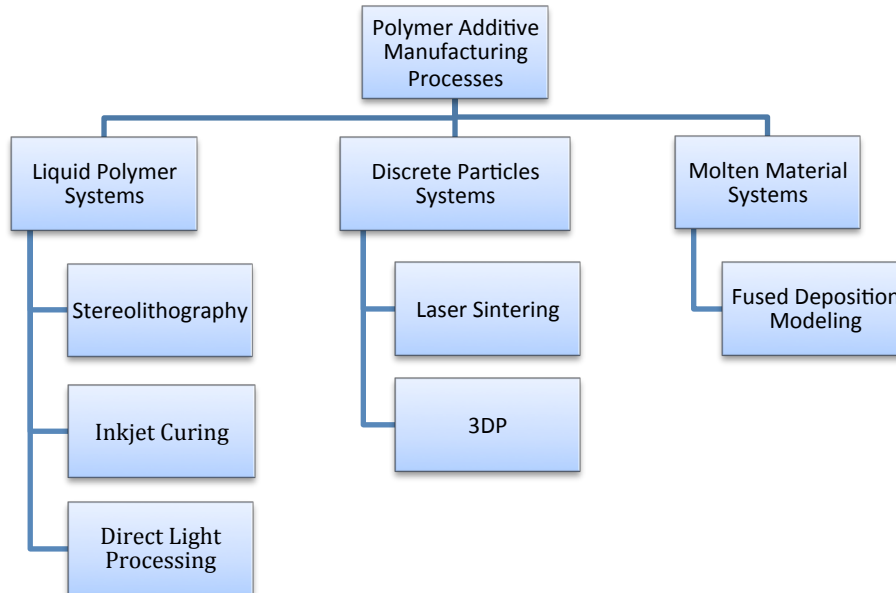 Polymer Additive
Manufacturing
Processes
Liquid Polymer
Systems
Stereolithography
Inkjet Curing
Direct Light
Processing
Discrete Particles
Systems
Laser Sintering
3DP
Molten Material
Systems
Fused Deposition
Modeling